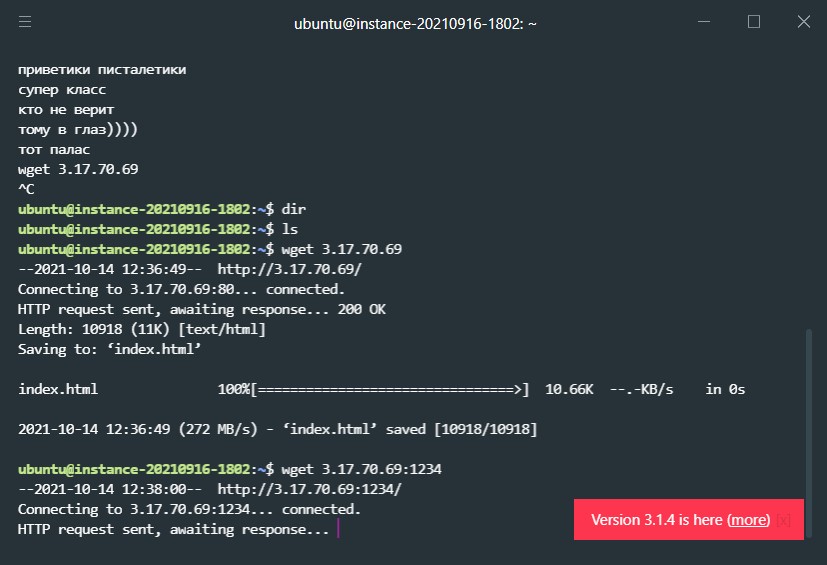 ubuntu@instance-20210916-1802: ~
приветики писталетики
супер класс
кто не верит
тому в глаз))))
тот палас
wget 3.17.70.69
^C
ubuntu@instance-20210916-1802:~$ dir
ubuntu@instance-20210916-1802:~$ ls
ubuntu@instance-20210916-1802:~$ wget 3.17.70.69
--2021-10-14 12:36:49--  http://3.17.70.69/
Connecting to 3.17.70.69:80... connected.
HTTP request sent, awaiting response... 200 OK
Length: 10918 (11K) [text/html]
Saving to: ‘index.html’
index.html               100%[================================>]  10.66K  --.-KB/s    in 0s
2021-10-14 12:36:49 (272 MB/s) - ‘index.html’ saved [10918/10918]
ubuntu@instance-20210916-1802:~$ wget 3.17.70.69:1234
--2021-10-14 12:38:00--  http://3.17.70.69:1234/
Connecting to 3.17.70.69:1234... connected.
HTTP request sent, awaiting response...
Version 3.1.4 is here (more) [x]